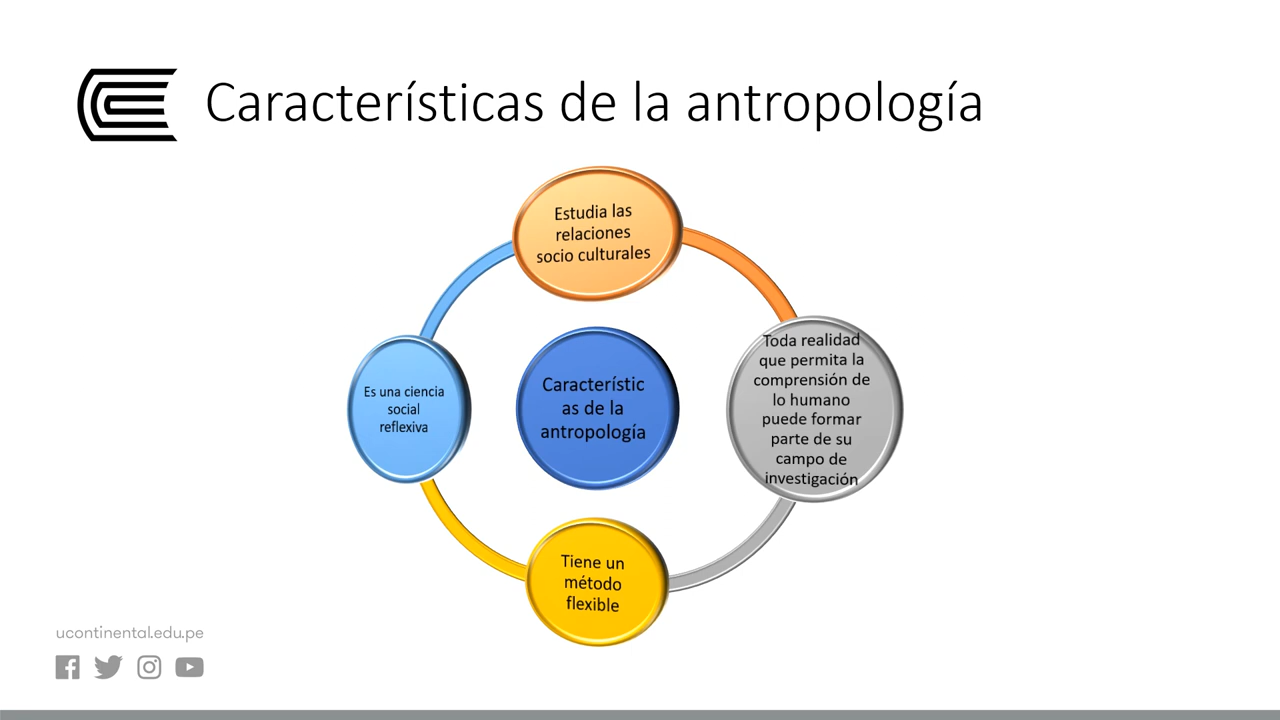 Características de la antropología
Estudia las
relaciones
socio culturales
Toda realidad
que permita la
comprensión de
lo humano
puede formar
parte de su
campo de
investigación
Tiene un
método
flexible
Es una ciencia
social
reflexiva
Característic
as de la
antropología
ucontinental.edu.pe